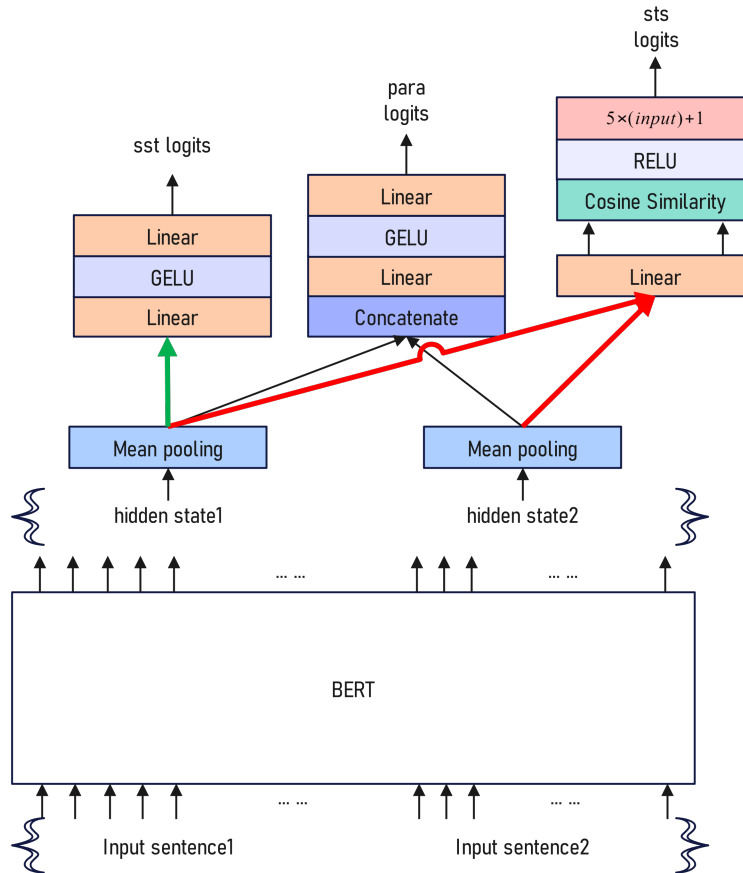 sts
logits
para
logits
sst logits
5×(input)+1
RELU
Cosine Similarity
Linear
Linear
GELU
Linear
Concatenate
Linear
GELU
Linear
Mean pooling
Mean pooling
hidden state1
hidden state2
... ...
... ...
BERT
... ...
... ...
Input sentence1
Input sentence2